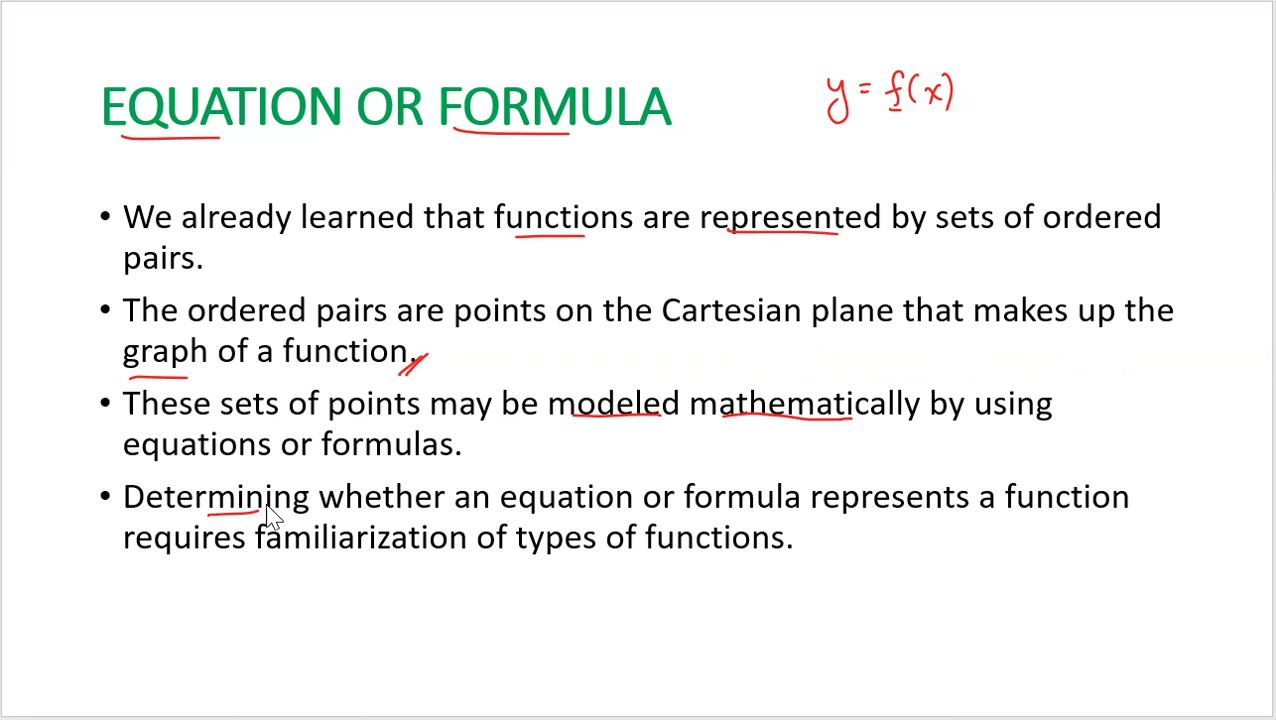 EQUATION OR FORMULA
y = f(x)
• We already learned that functions are represented by sets of ordered
pairs.
• The ordered pairs are points on the Cartesian plane that makes up the
graph of a function.
• These sets of points may be modeled mathematically by using
equations or formulas.
• Determining whether an equation or formula represents a function
requires familiarization of types of functions.